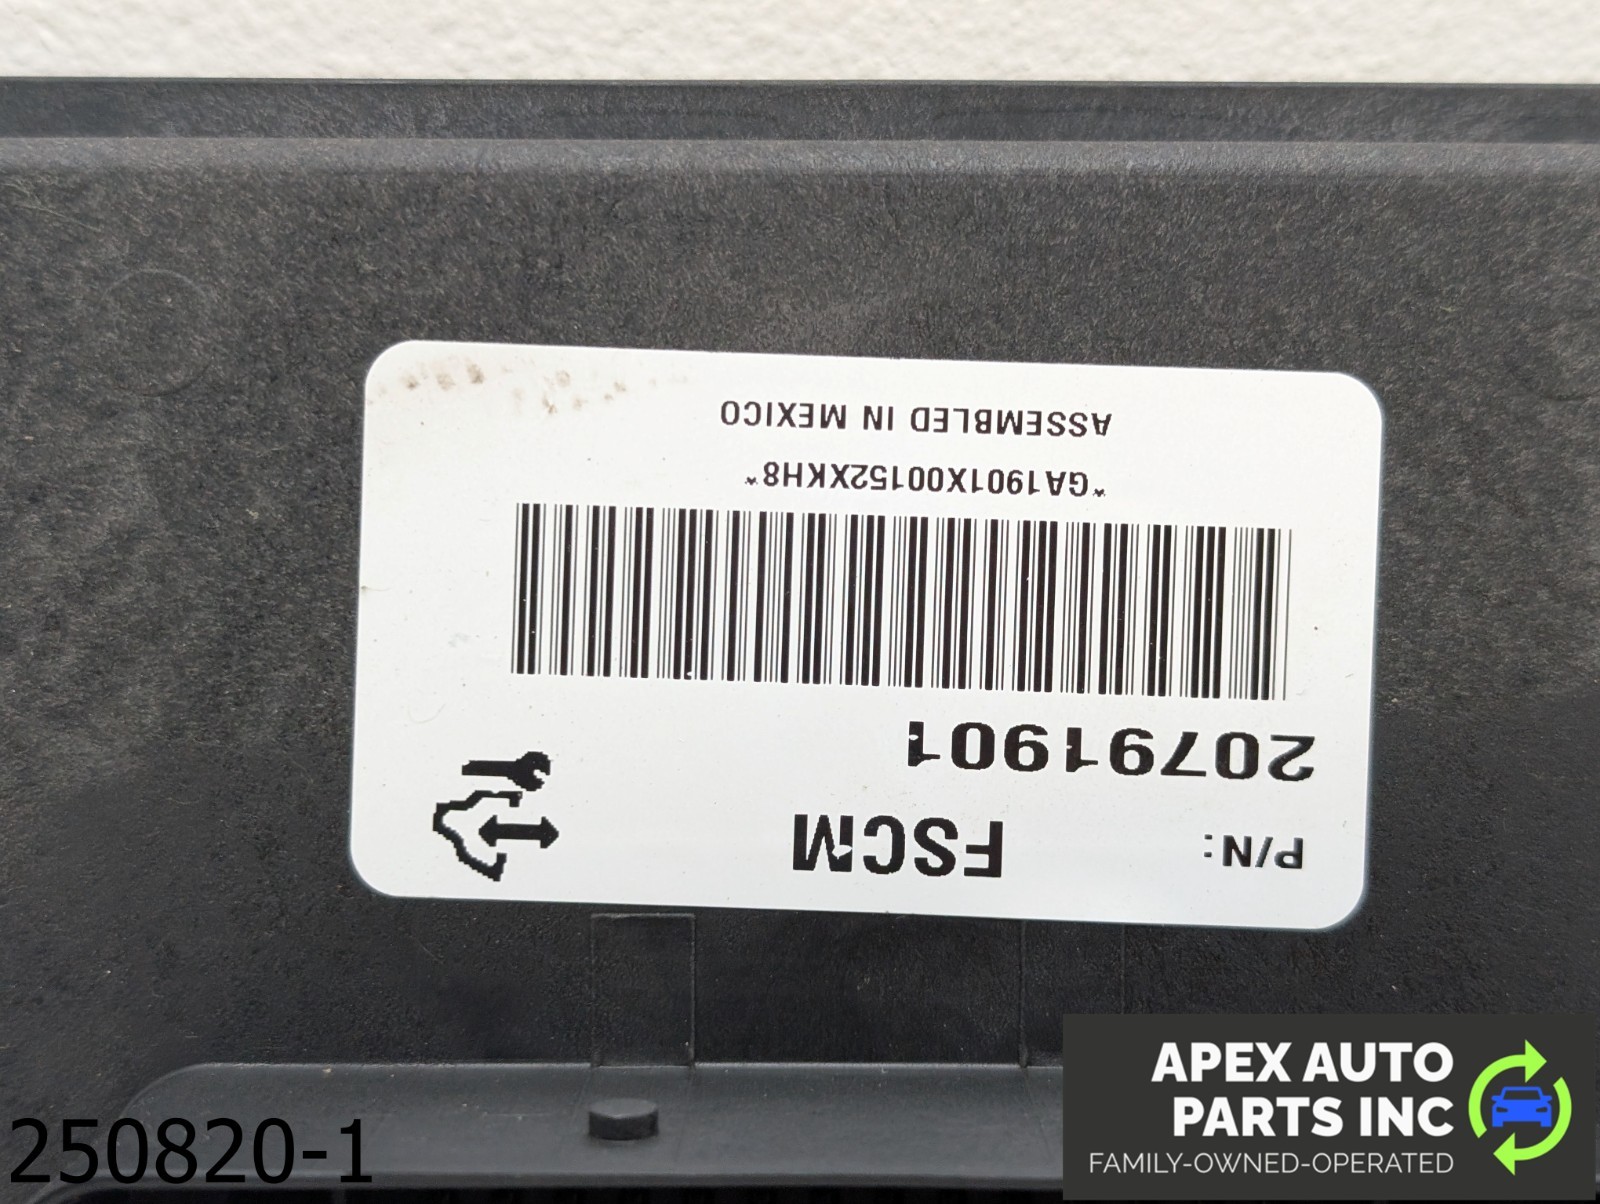 P/N: FSCM
20791901
*GA1901X00152XKH8*
ASSEMBLED IN MEXICO
250820-1
APEX AUTO
PARTS INC
FAMILY-OWNED-OPERATED